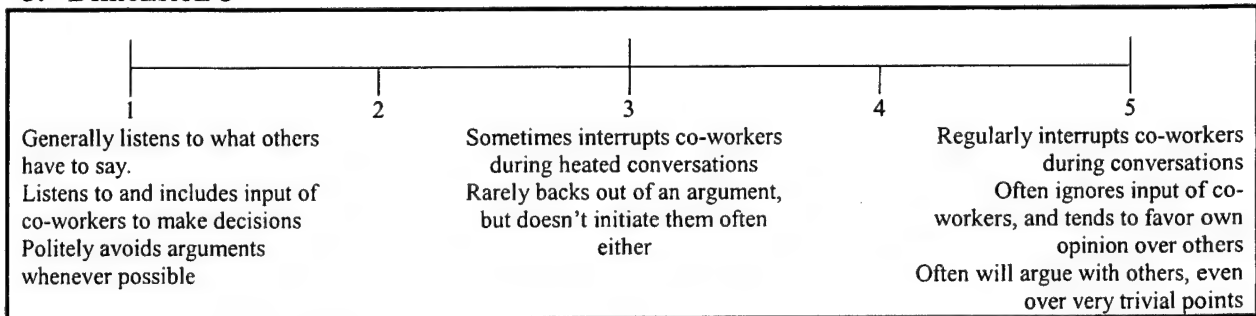 1
2
3
4
5
Generally listens to what others
have to say.
Listens to and includes input of
co-workers to make decisions
Politely avoids arguments
whenever possible
Sometimes interrupts co-workers
during heated conversations
Rarely backs out of an argument,
but doesn't initiate them often
either
Regularly interrupts co-workers
during conversations
Often ignores input of co-
workers, and tends to favor own
opinion over others
Often will argue with others, even
over very trivial points